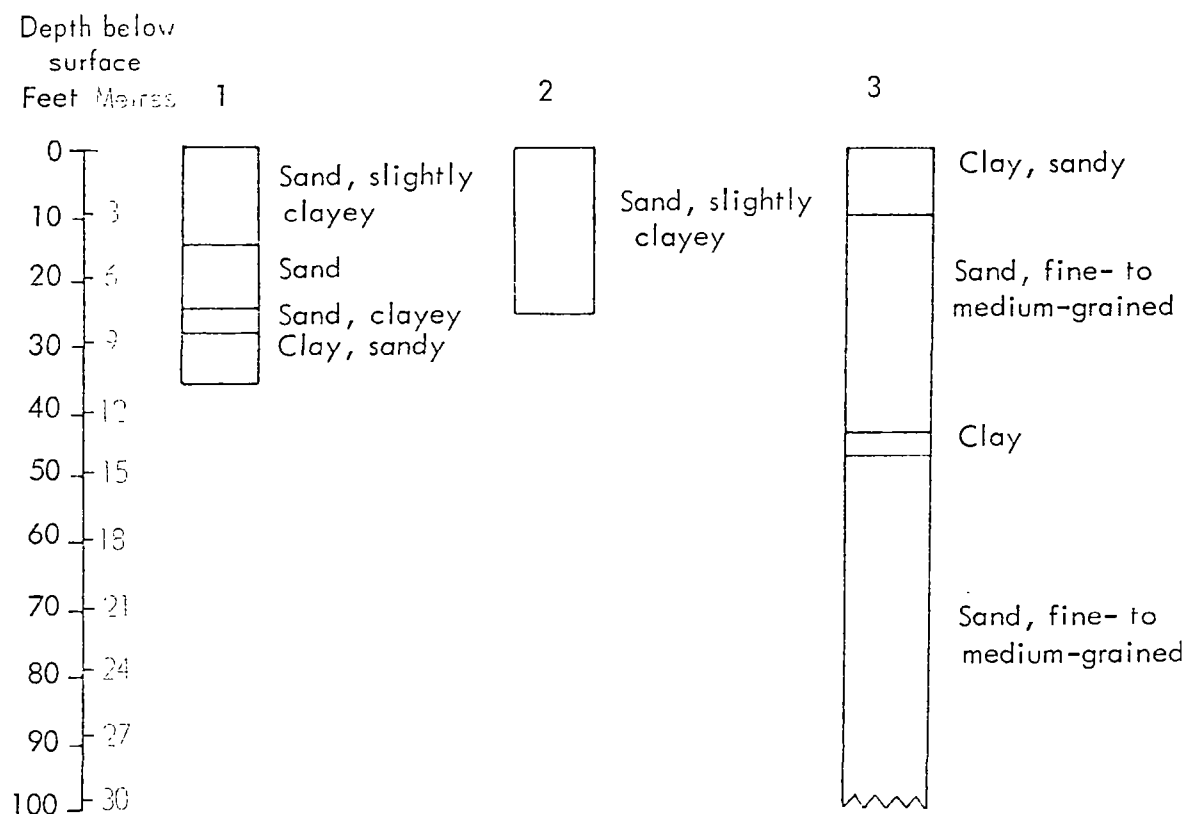 Depth below
surface
Feet Metres 1 2 3
0
10 3
20 6
30 9
40 12
50 15
60 18
70 21
80 24
90 27
100 30
Sand, slightly
clayey
Sand
Sand, clayey
Clay, sandy
Sand, slightly
clayey
Clay, sandy
Sand, fine- to
medium-grained
Clay
Sand, fine- to
medium-grained